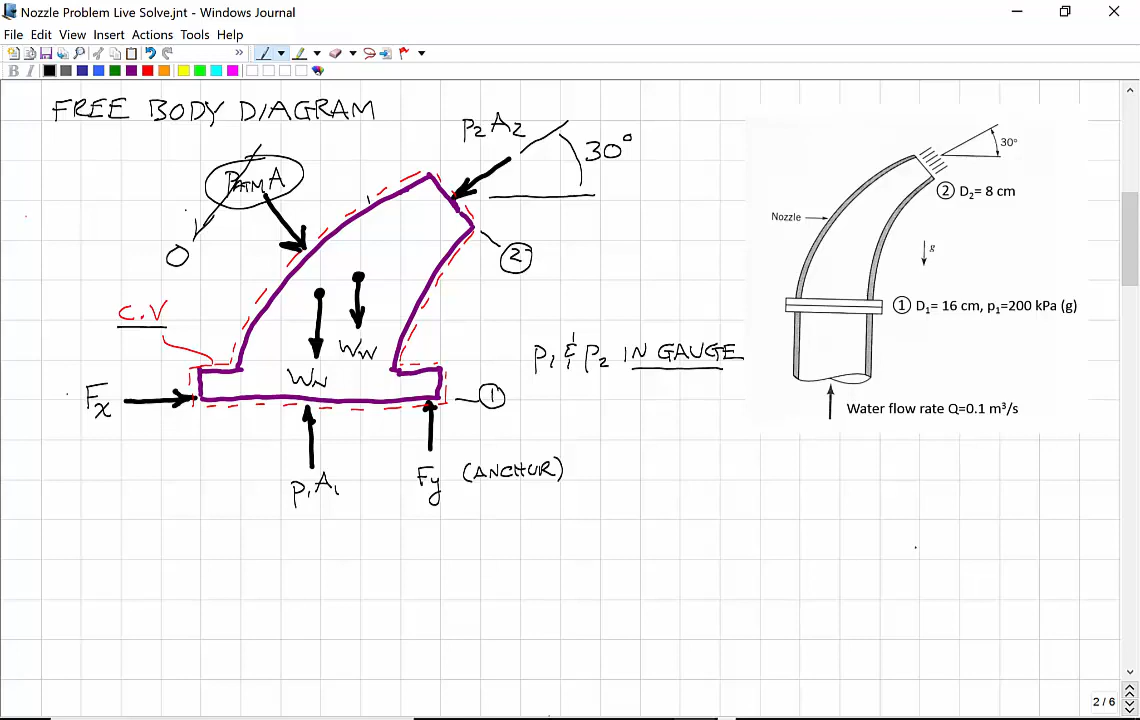 Nozzle Problem Live Solve.jnt - Windows Journal
File Edit View Insert Actions Tools Help
B I
FREE BODY DIAGRAM
P2A2
30°
PATM A
0
2
C.V
WN
WW
Fx
1
P1A1
Fy (ANCHOR)
P1 & P2 IN GAUGE
30°
② D₂= 8 cm
Nozzle
g
① D₁= 16 cm, p₁=200 kPa (g)
Water flow rate Q=0.1 m³/s
2 / 6